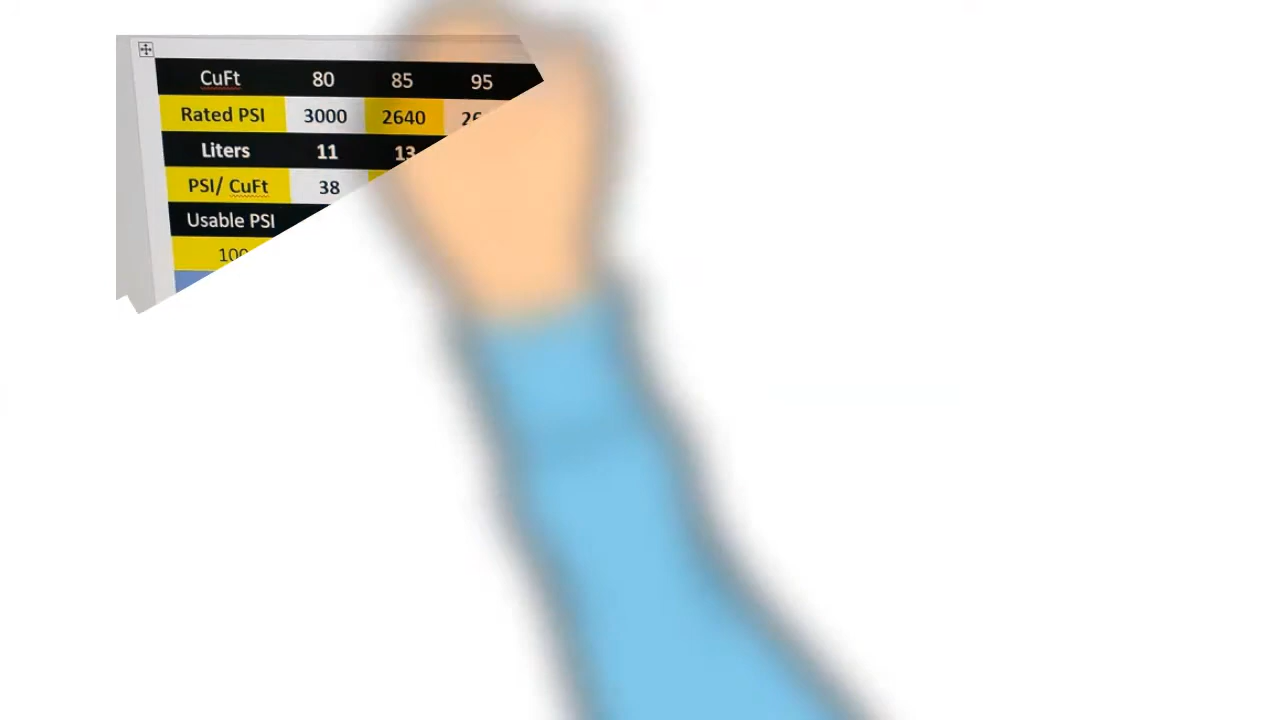 CuFt 80 85 95
Rated PSI 3000 2640
Liters 11 13
PSI/ CuFt 38
Usable PSI